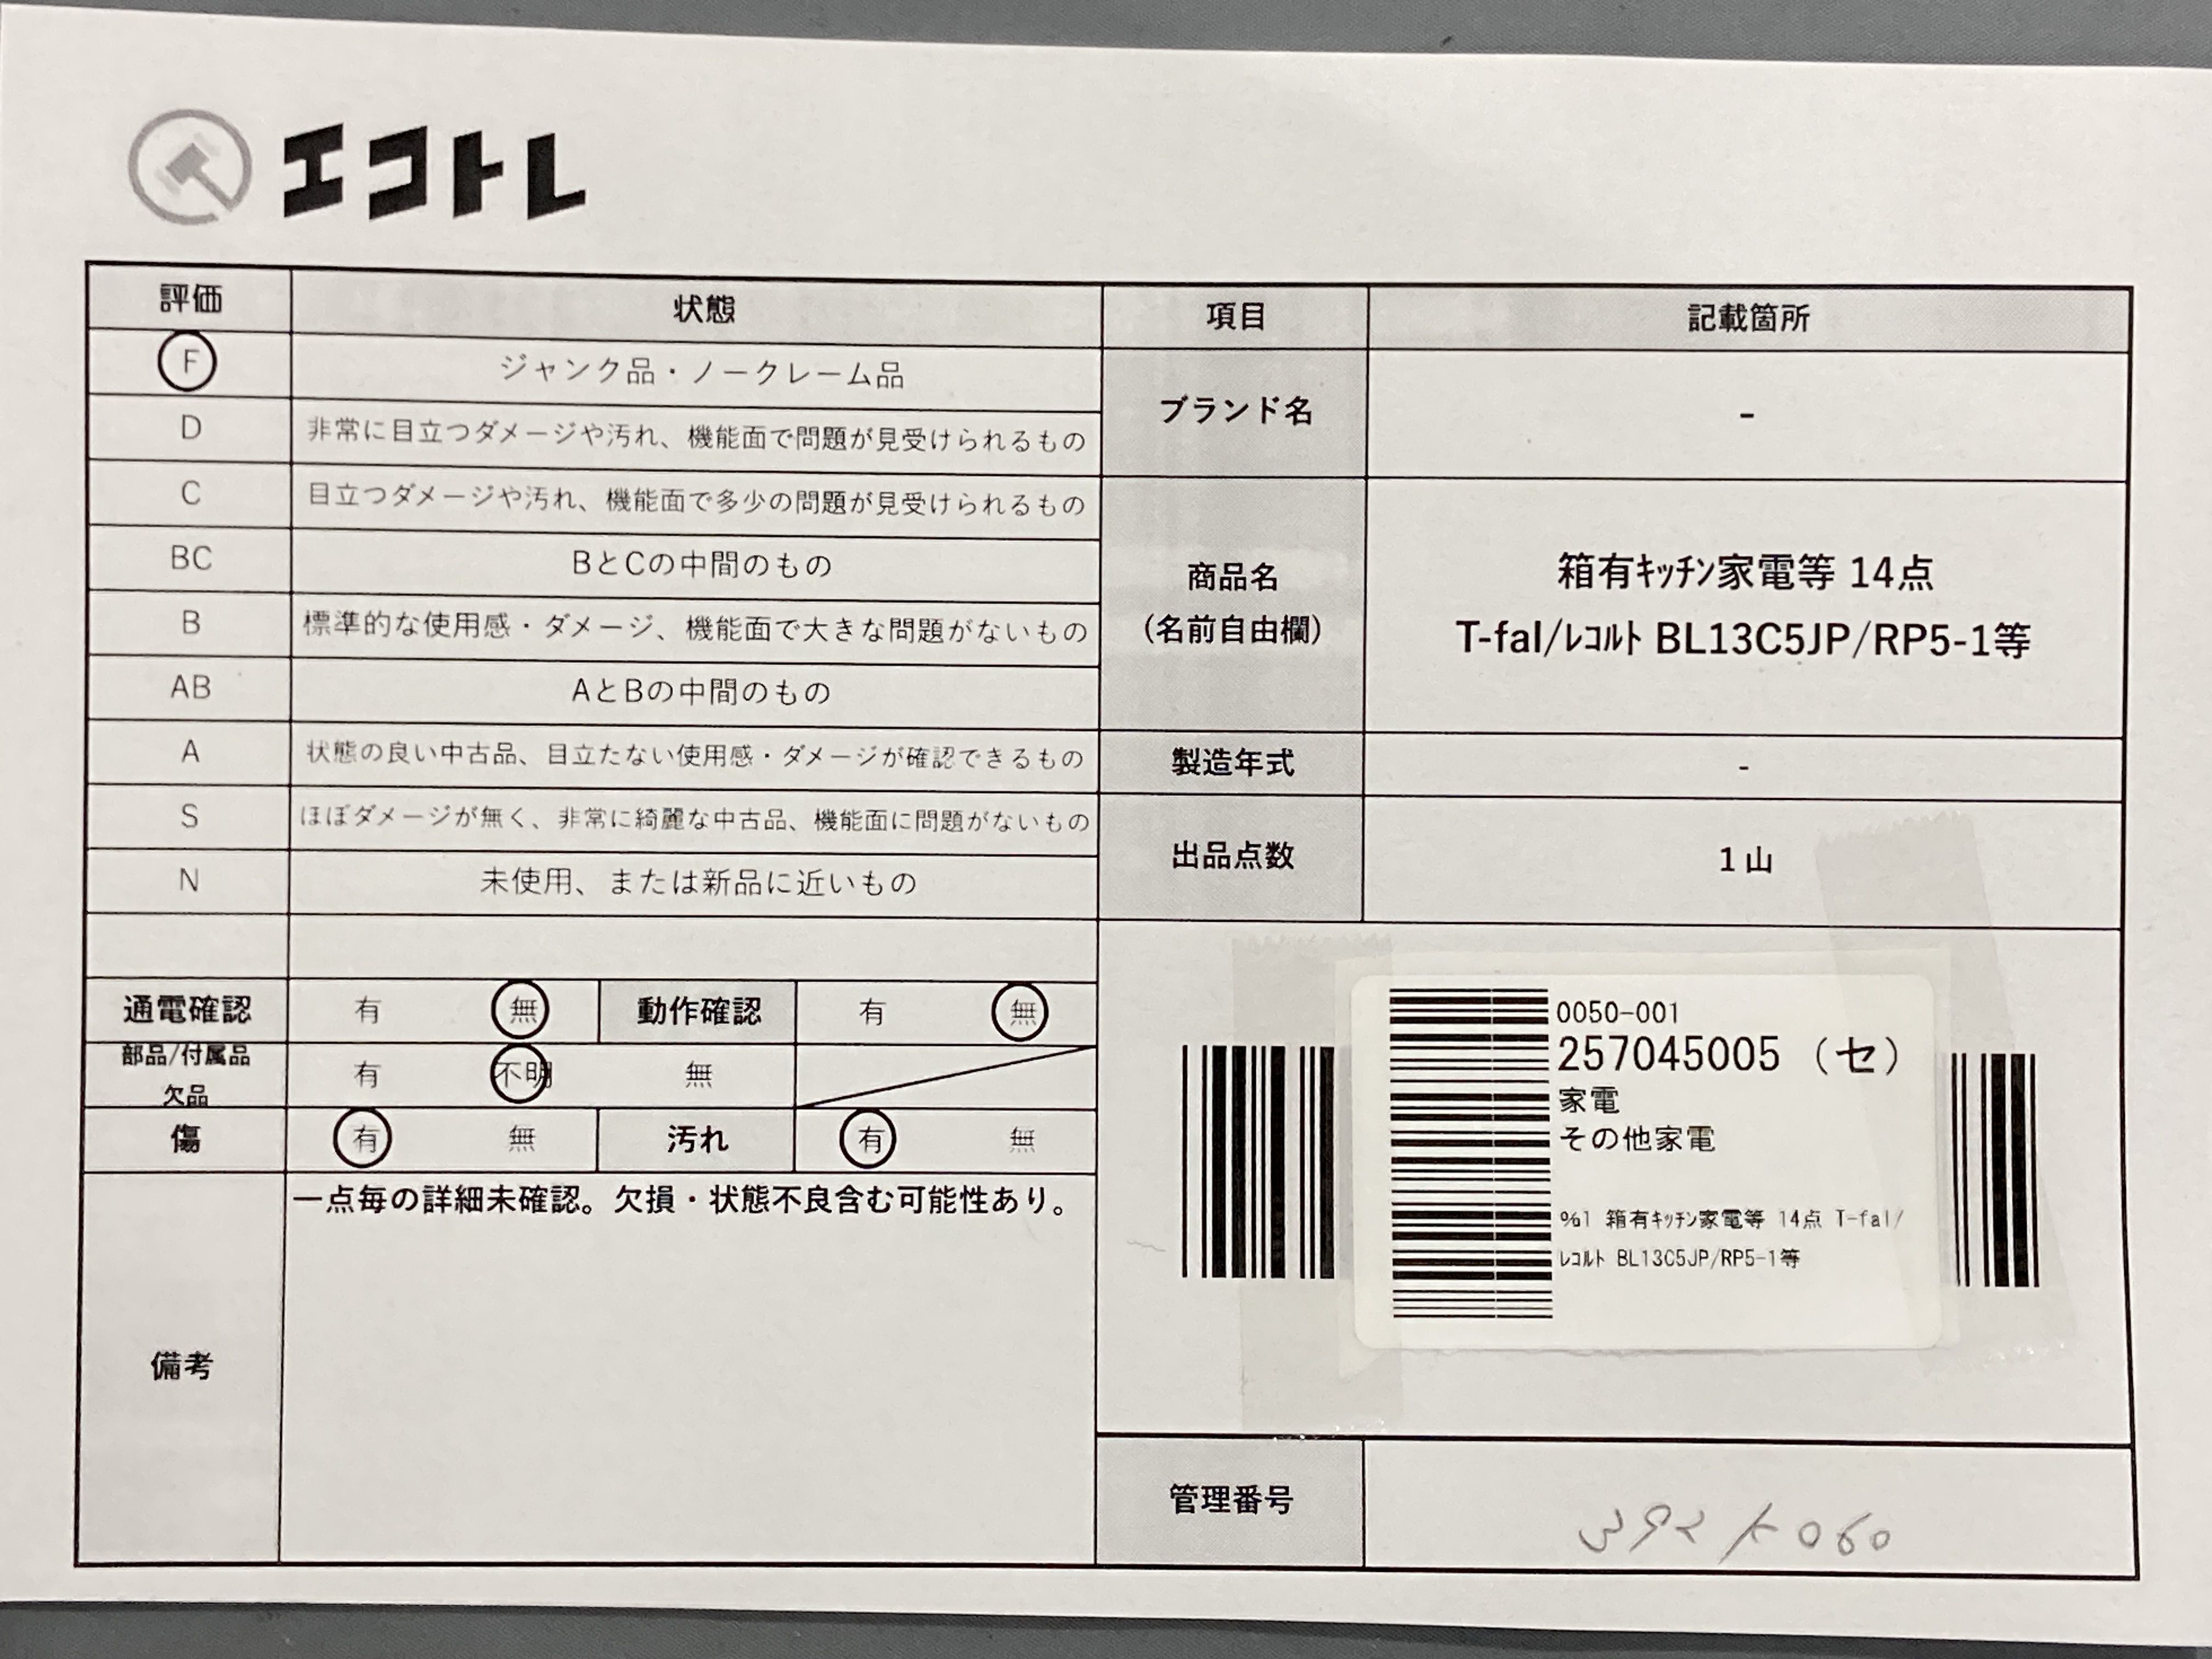 エコトレ
評価 状態 項目 記載箇所
F ジャンク品・ノークレーム品
D 非常に目立つダメージや汚れ、機能面で問題が見受けられるもの
C 目立つダメージや汚れ、機能面で多少の問題が見受けられるもの
BC BとCの中間のもの
B 標準的な使用感・ダメージ、機能面で大きな問題がないもの
AB AとBの中間のもの
A 状態の良い中古品、目立たない使用感・ダメージが確認できるもの
S ほぼダメージが無く、非常に綺麗な中古品、機能面に問題がないもの
N 未使用、または新品に近いもの
通電確認 有 無 動作確認 有 無
部品/付属品
欠品 有 不明 無
傷 有 無 汚れ 有 無
備考 一点毎の詳細未確認。欠損・状態不良含む可能性あり。
ブランド名 -
商品名
(名前自由欄)
箱有ｷｯﾁﾝ家電等 14点
T-fal/ﾚｺﾙﾄ BL13C5JP/RP5-1等
製造年式 -
出品点数 1山
0050-001
257045005 (セ)
家電
その他家電
%1 箱有ｷｯﾁﾝ家電等 14点 T-fal/
ﾚｺﾙﾄ BL13C5JP/RP5-1等
管理番号